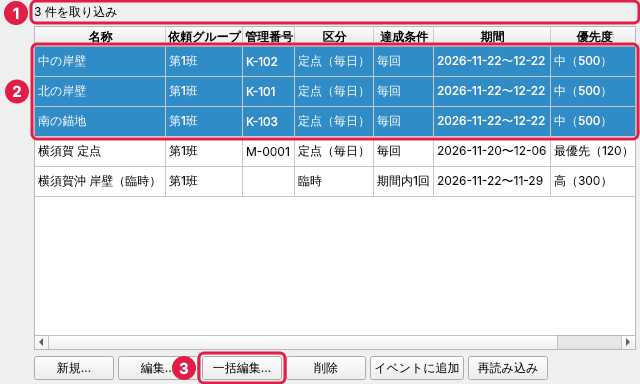 1 3 件を取り込み
名称 依頼グループ 管理番号 区分 達成条件 期間 優先度
中の岸壁 第1班 K-102 定点（毎日） 毎回 2026-11-22〜12-22 中（500）
2 北の岸壁 第1班 K-101 定点（毎日） 毎回 2026-11-22〜12-22 中（500）
南の錨地 第1班 K-103 定点（毎日） 毎回 2026-11-22〜12-22 中（500）
横須賀 定点 第1班 M-0001 定点（毎日） 毎回 2026-11-20〜12-06 最優先（120）
横須賀沖 岸壁（臨時） 第1班 臨時 期間内1回 2026-11-22〜11-29 高（300）
新規... 編集... 3 一括編集... 削除 イベントに追加 再読み込み